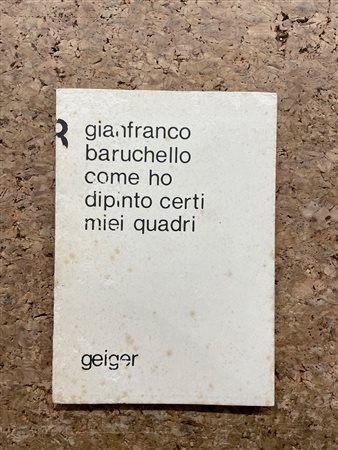 gianfranco
baruchello
come ho
dipinto certi
miei quadri
geiger